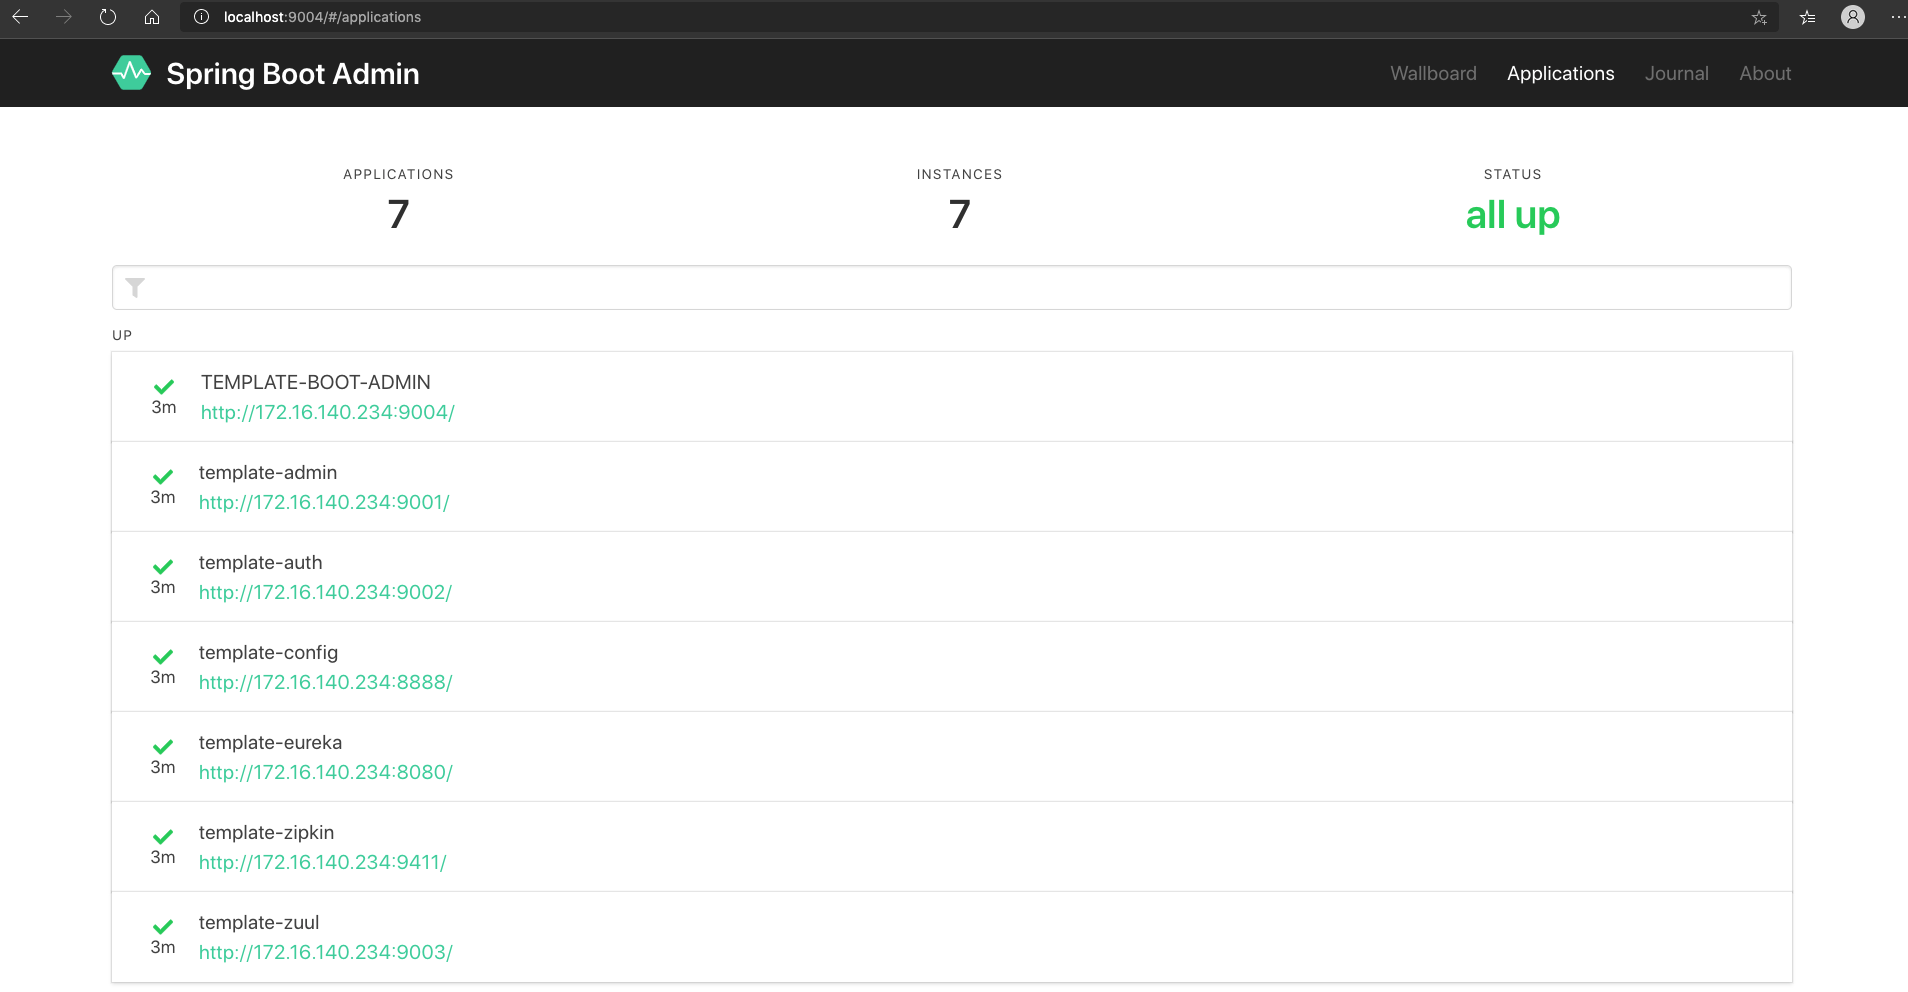 localhost:9004/#/applications
Spring Boot Admin
Wallboard Applications Journal About
APPLICATIONS INSTANCES STATUS
7 7 all up
UP
TEMPLATE-BOOT-ADMIN
3m
http://172.16.140.234:9004/
template-admin
3m
http://172.16.140.234:9001/
template-auth
3m
http://172.16.140.234:9002/
template-config
3m
http://172.16.140.234:8888/
template-eureka
3m
http://172.16.140.234:8080/
template-zipkin
3m
http://172.16.140.234:9411/
template-zuul
3m
http://172.16.140.234:9003/